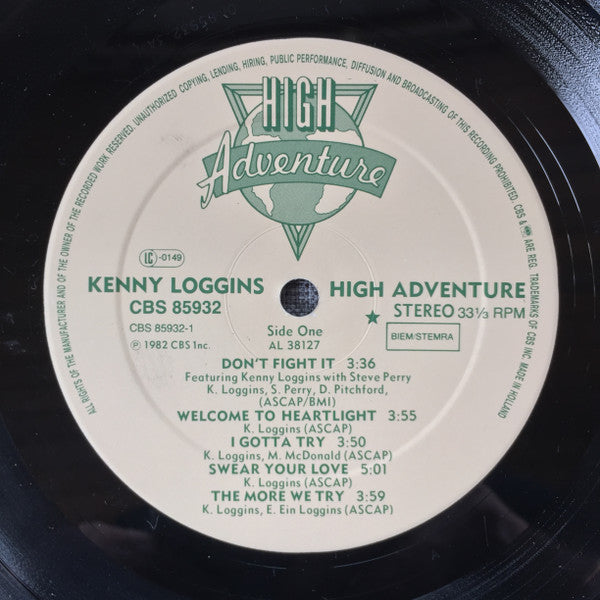 ALL RIGHTS OF THE MANUFACTURER AND OF THE OWNER OF THE RECORDED WORK RESERVED. UNAUTHORIZED COPYING, LENDING, HIRING, PUBLIC PERFORMANCE, DIFFUSION AND BROADCASTING OF THIS RECORDING PROHIBITED. CBS & ARE REG. TRADEMARKS OF CBS INC. MADE IN HOLLAND
HIGH
Adventure
LC -0149
KENNY LOGGINS
CBS 85932
CBS 85932-1
℗ 1982 CBS Inc.
Side One
AL 38127
HIGH ADVENTURE
STEREO 33⅓ RPM
BIEM/STEMRA
DON'T FIGHT IT 3:36
Featuring Kenny Loggins with Steve Perry
K. Loggins, S. Perry, D. Pitchford,
(ASCAP/BMI)
WELCOME TO HEARTLIGHT 3:55
K. Loggins (ASCAP)
I GOTTA TRY 3:50
K. Loggins, M. McDonald (ASCAP)
SWEAR YOUR LOVE 5:01
K. Loggins (ASCAP)
THE MORE WE TRY 3:59
K. Loggins, E. Ein Loggins (ASCAP)